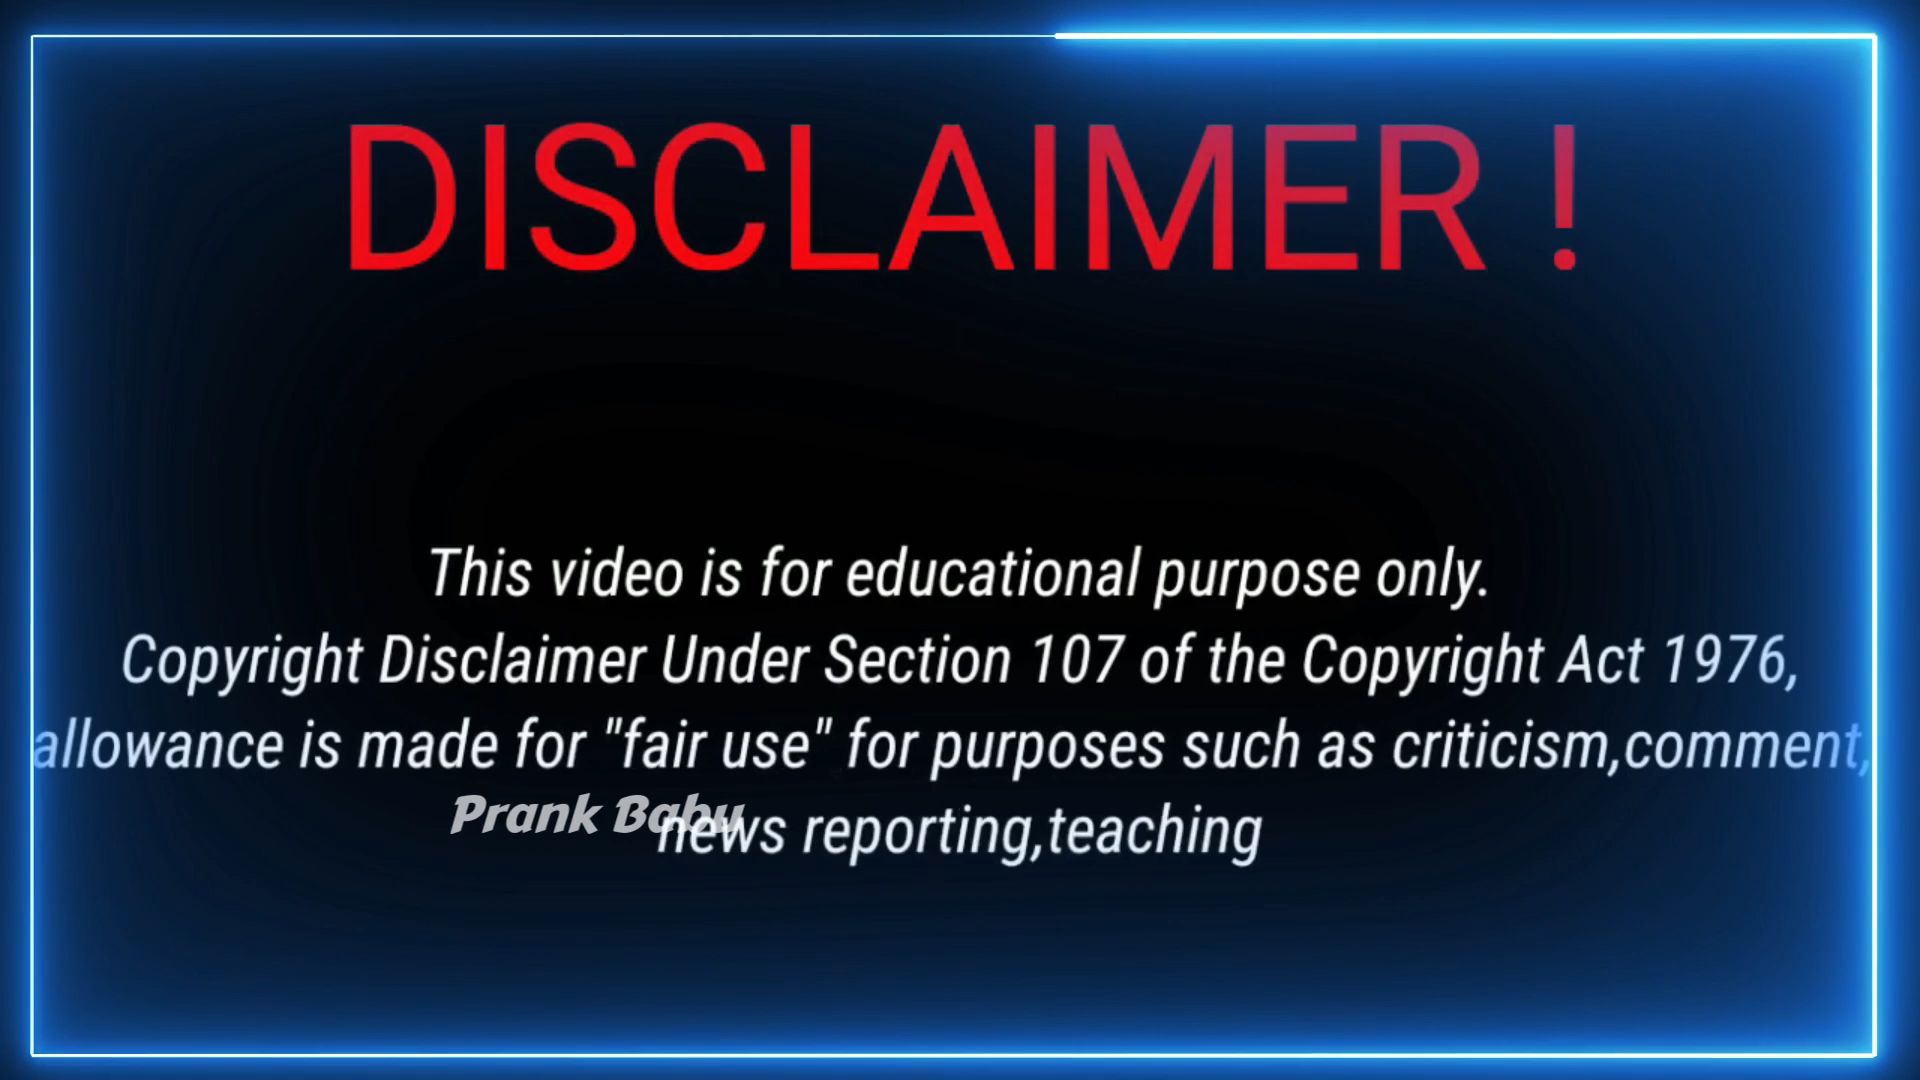 DISCLAIMER !
This video is for educational purpose only.
Copyright Disclaimer Under Section 107 of the Copyright Act 1976,
allowance is made for "fair use" for purposes such as criticism,comment,
Prank Babu
news reporting,teaching